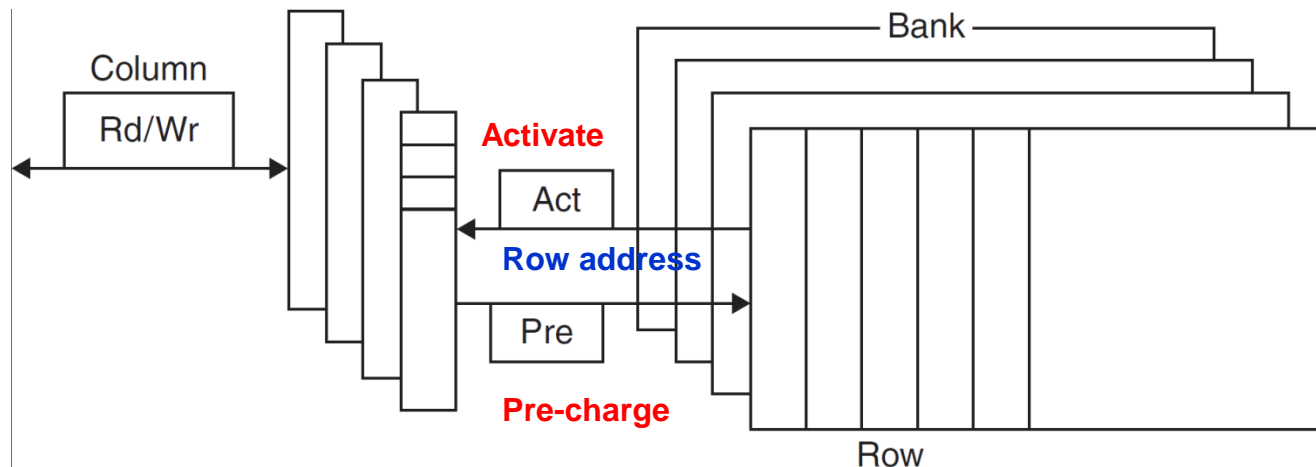 Bank
Column
Rd/Wr
Activate
Act
Row address
Pre
Pre-charge
Row